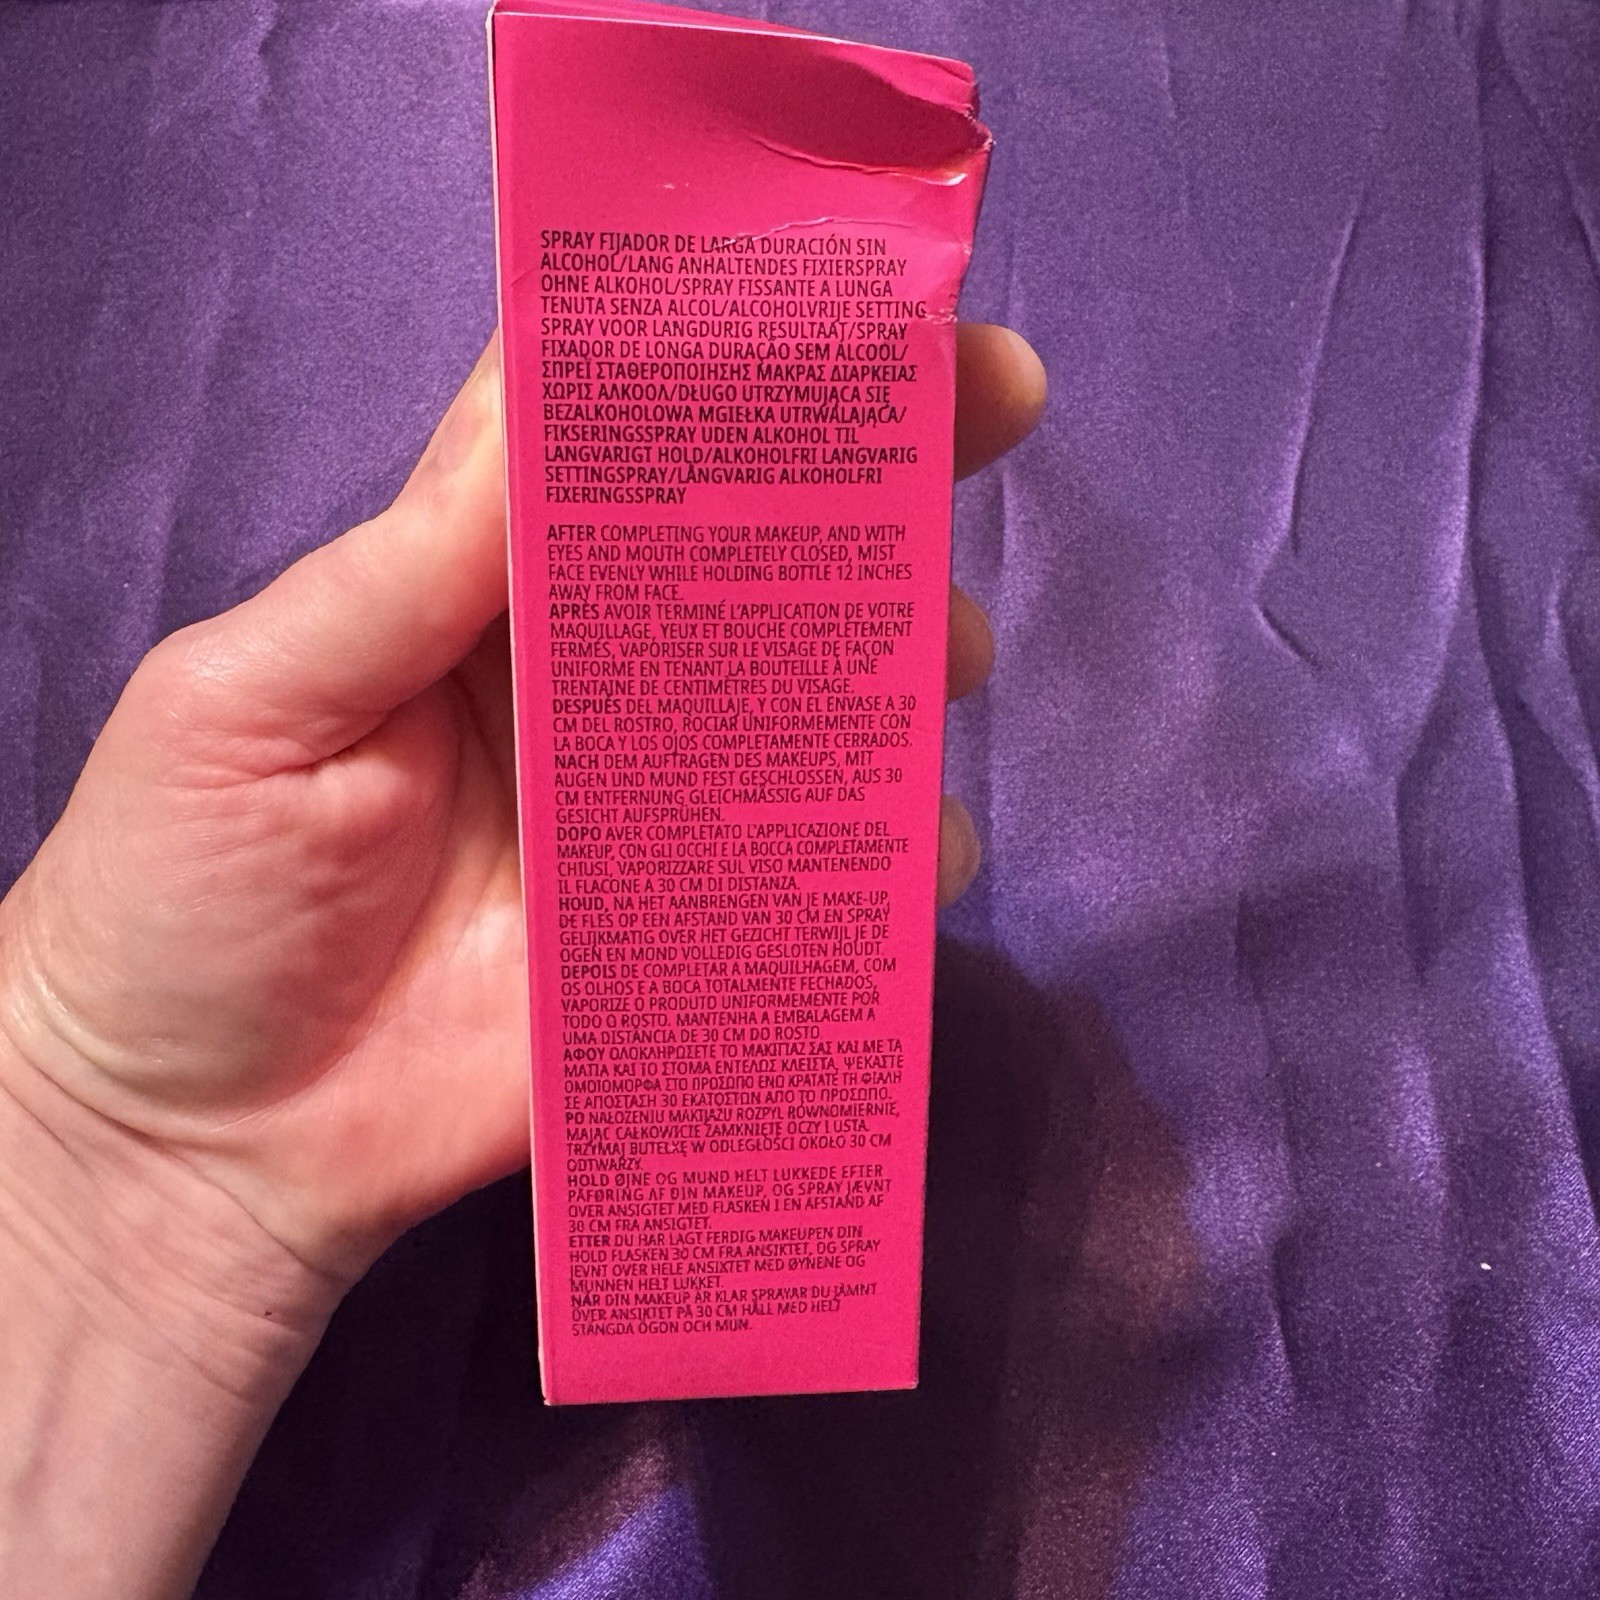 SPRAY FIJADOR DE LARGA DURACIÓN SIN
ALCOHOL/LANG ANHALTENDES FIXIERSPRAY
OHNE ALKOHOL/SPRAY FISSANTE A LUNGA
TENUTA SENZA ALCOL/ALCOHOLVRIJE SETTING
SPRAY VOOR LANGDURIG RESULTAAT/SPRAY
FIXADOR DE LONGA DURAÇÃO SEM ÁLCOOL/
ΣΠΡΕΪ ΣΤΑΘΕΡΟΠΟΙΗΣΗΣ ΜΑΚΡΑΣ ΔΙΑΡΚΕΙΑΣ
ΧΩΡΙΣ ΑΛΚΟΟΛ/DŁUGO UTRZYMUJĄCA SIĘ
BEZALKOHOLOWA MGIEŁKA UTRWALAJĄCA/
FIKSERINGSSPRAY UDEN ALKOHOL TIL
LANGVARIGT HOLD/ALKOHOLFRI LANGVARIG
SETTINGSPRAY/LÅNGVARIG ALKOHOLFRI
FIXERINGSSPRAY
AFTER COMPLETING YOUR MAKEUP, AND WITH
EYES AND MOUTH COMPLETELY CLOSED, MIST
FACE EVENLY WHILE HOLDING BOTTLE 12 INCHES
AWAY FROM FACE.
APRÈS AVOIR TERMINÉ L'APPLICATION DE VOTRE
MAQUILLAGE, YEUX ET BOUCHE COMPLÈTEMENT
FERMÉS, VAPORISER SUR LE VISAGE DE FAÇON
UNIFORME EN TENANT LA BOUTEILLE À UNE
TRENTAINE DE CENTIMÈTRES DU VISAGE.
DESPUÉS DEL MAQUILLAJE, Y CON EL ENVASE A 30
CM DEL ROSTRO, ROCIAR UNIFORMEMENTE CON
LA BOCA Y LOS OJOS COMPLETAMENTE CERRADOS.
NACH DEM AUFTRAGEN DES MAKEUPS, MIT
AUGEN UND MUND FEST GESCHLOSSEN, AUS 30
CM ENTFERNUNG GLEICHMÄSSIG AUF DAS
GESICHT AUFSPRÜHEN.
DOPO AVER COMPLETATO L'APPLICAZIONE DEL
MAKEUP, CON GLI OCCHI E LA BOCCA COMPLETAMENTE
CHIUSI, VAPORIZZARE SUL VISO MANTENENDO
IL FLACONE A 30 CM DI DISTANZA.
HOUD, NA HET AANBRENGEN VAN JE MAKE-UP,
DE FLES OP EEN AFSTAND VAN 30 CM EN SPRAY
GELIJKMATIG OVER HET GEZICHT TERWIJL JE DE
OGEN EN MOND VOLLEDIG GESLOTEN HOUDT.
DEPOIS DE COMPLETAR A MAQUILHAGEM, COM
OS OLHOS E A BOCA TOTALMENTE FECHADOS,
VAPORIZE O PRODUTO UNIFORMEMENTE POR
TODO O ROSTO. MANTENHA A EMBALAGEM A
UMA DISTÂNCIA DE 30 CM DO ROSTO.
ΑΦΟΥ ΟΛΟΚΛΗΡΩΣΕΤΕ ΤΟ ΜΑΚΙΓΙΑΖ ΣΑΣ ΚΑΙ ΜΕ ΤΑ
ΜΑΤΙΑ ΚΑΙ ΤΟ ΣΤΟΜΑ ΕΝΤΕΛΩΣ ΚΛΕΙΣΤΑ, ΨΕΚΑΣΤΕ
ΟΜΟΙΟΜΟΡΦΑ ΣΤΟ ΠΡΟΣΩΠΟ ΕΝΩ ΚΡΑΤΑΤΕ ΤΗ ΦΙΑΛΗ
ΣΕ ΑΠΟΣΤΑΣΗ 30 ΕΚΑΤΟΣΤΩΝ ΑΠΟ ΤΟ ΠΡΟΣΩΠΟ.
PO NAŁOŻENIU MAKIJAŻU ROZPYL RÓWNOMIERNIE,
MAJĄC CAŁKOWICIE ZAMKNIĘTE OCZY I USTA.
TRZYMAJ BUTELKĘ W ODLEGŁOŚCI OKOŁO 30 CM
ODTWARZY.
HOLD ØJNE OG MUND HELT LUKKEDE EFTER
PÅFØRING AF DIN MAKEUP, OG SPRAY JÆVNT
OVER ANSIGTET MED FLASKEN I EN AFSTAND AF
30 CM FRA ANSIGTET.
ETTER DU HAR LAGT FERDIG MAKEUPEN DIN
HOLD FLASKEN 30 CM FRA ANSIKTET, OG SPRAY
JEVNT OVER HELE ANSIKTET MED ØYNENE OG
MUNNEN HELT LUKKET.
NÄR DIN MAKEUP ÄR KLAR SPRAYAR DU JÄMNT
ÖVER ANSIKTET PÅ 30 CM HÅLL MED HELT
STÄNGDA ÖGON OCH MUN.